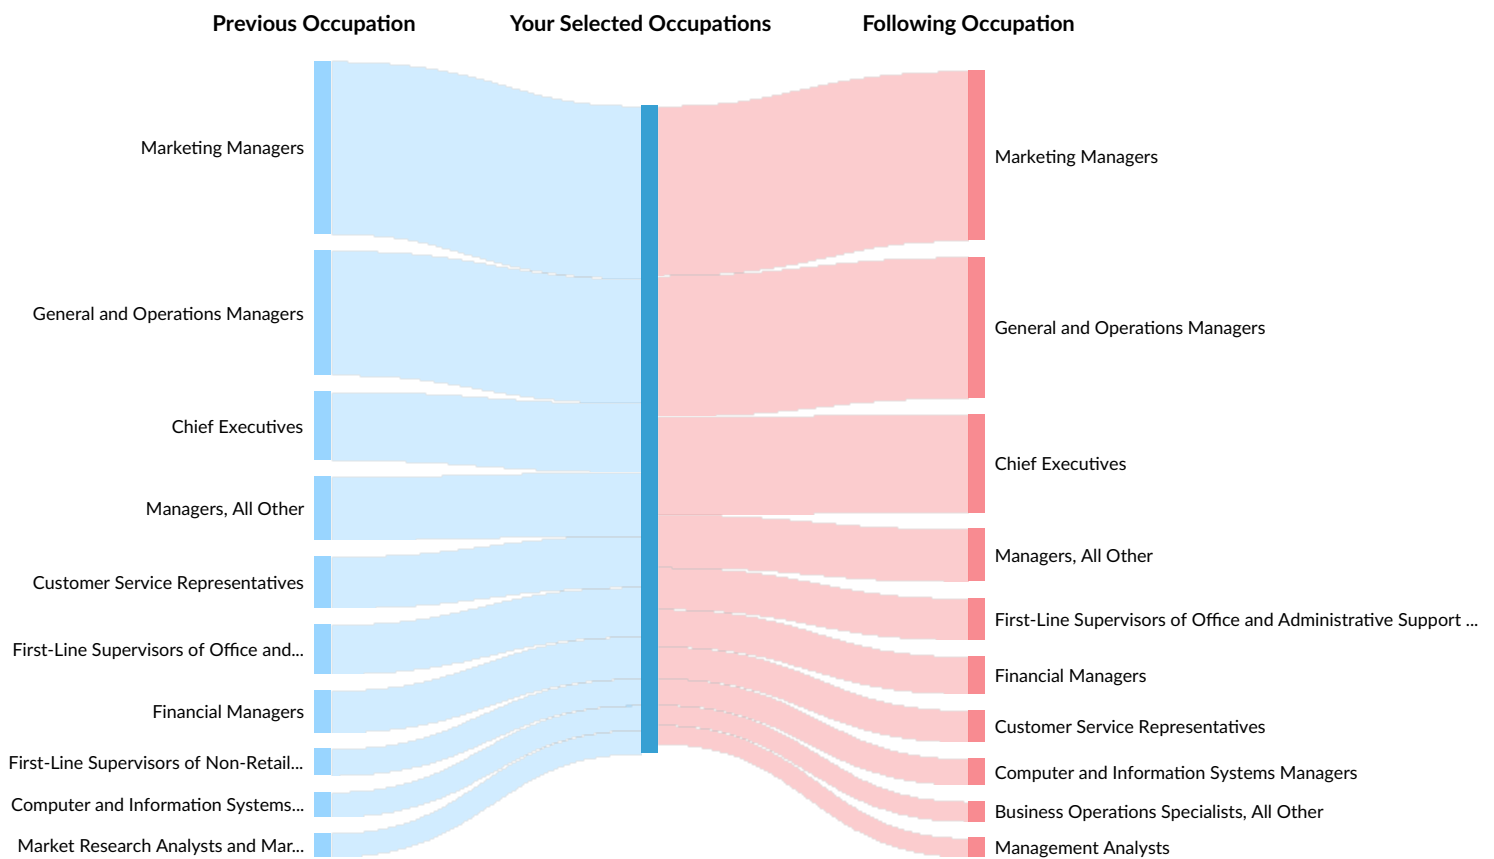 Previous Occupation
Your Selected Occupations
Following Occupation
Marketing Managers
General and Operations Managers
Chief Executives
Managers, All Other
Customer Service Representatives
First-Line Supervisors of Office and...
Financial Managers
First-Line Supervisors of Non-Retail...
Computer and Information Systems...
Market Research Analysts and Mar...
Marketing Managers
General and Operations Managers
Chief Executives
Managers, All Other
First-Line Supervisors of Office and Administrative Support ...
Financial Managers
Customer Service Representatives
Computer and Information Systems Managers
Business Operations Specialists, All Other
Management Analysts